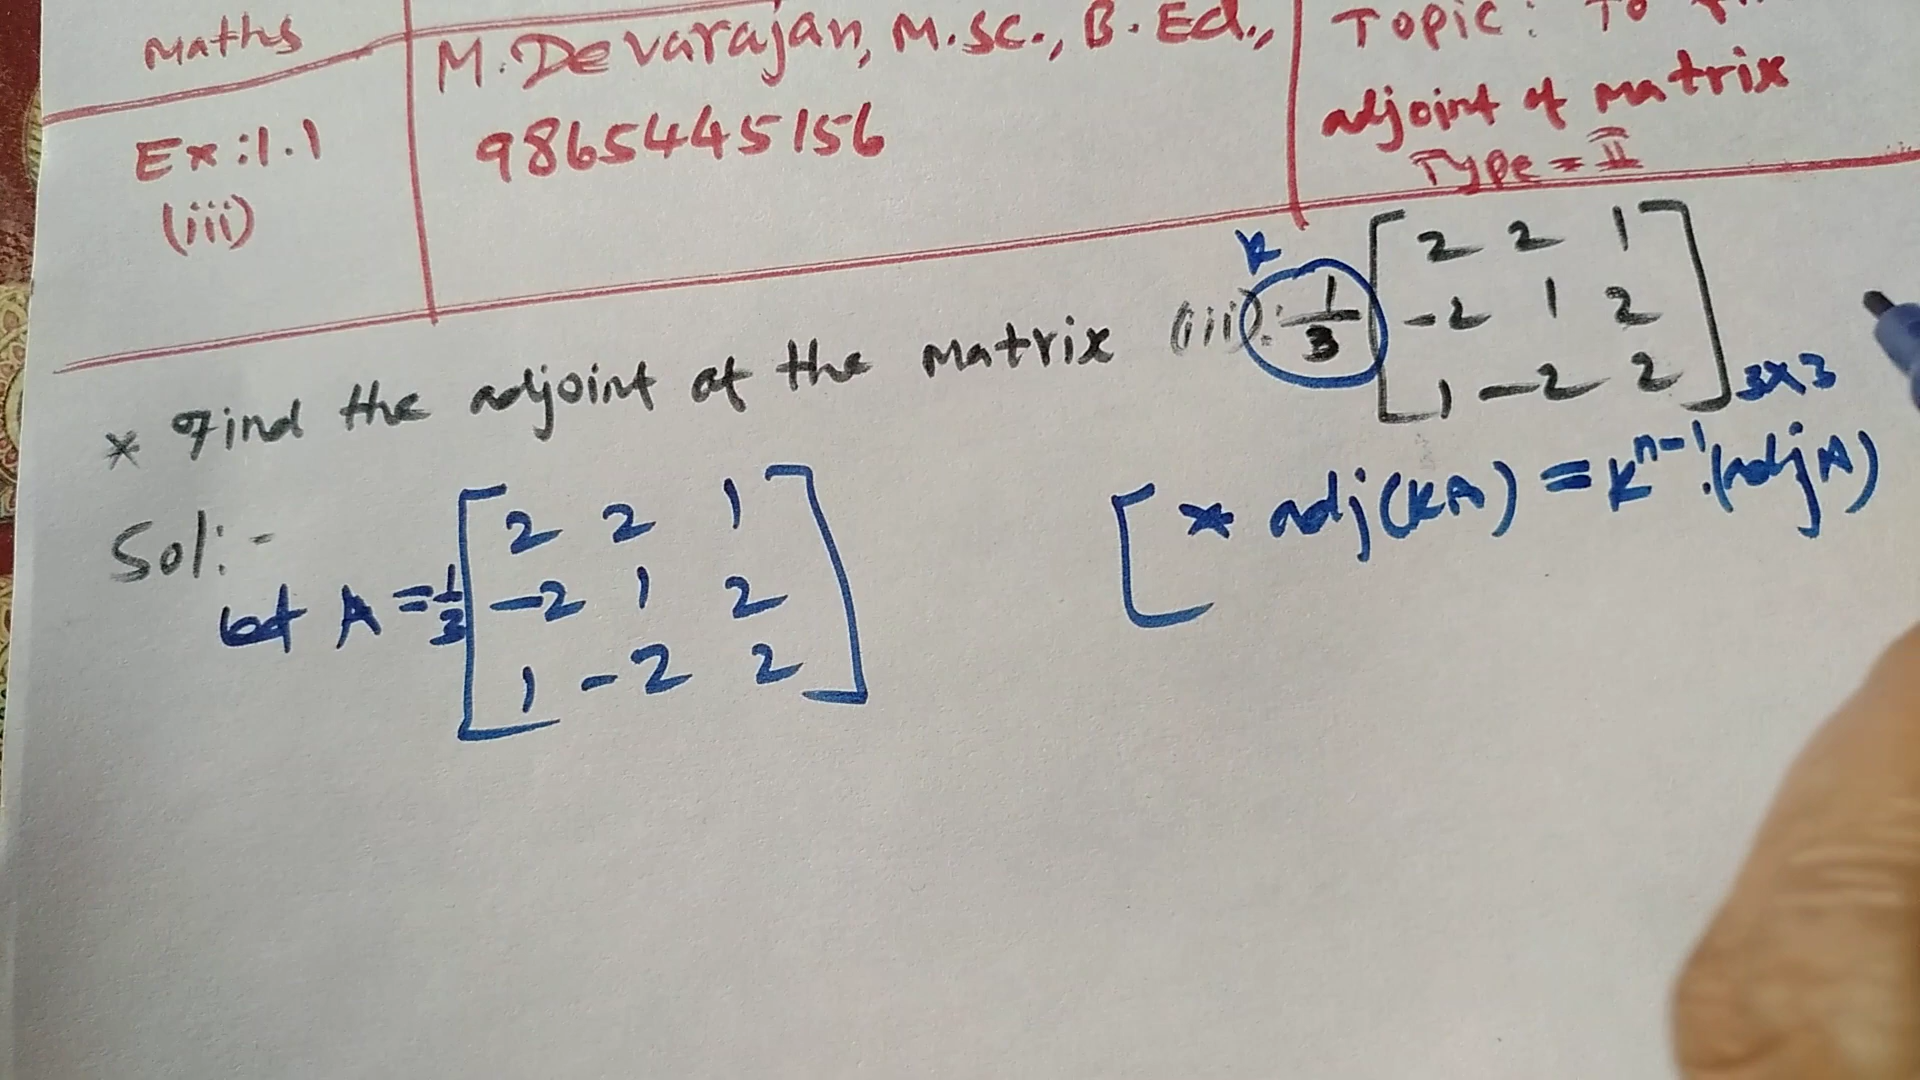 Maths
Ex:1.1
(iii)
M. Devarajan, M.SC., B.Ed.,
9865445156
Topic: To
adjoint of matrix
Type = II
* Find the adjoint of the matrix (iii): 1/3 [ 2 2 1
-2 1 2
1 -2 2 ] 3x3
k
Sol:-
let A = 1/3 [ 2 2 1
-2 1 2
1 -2 2 ]
[ * adj(KA) = K^n-1 . (adj A)